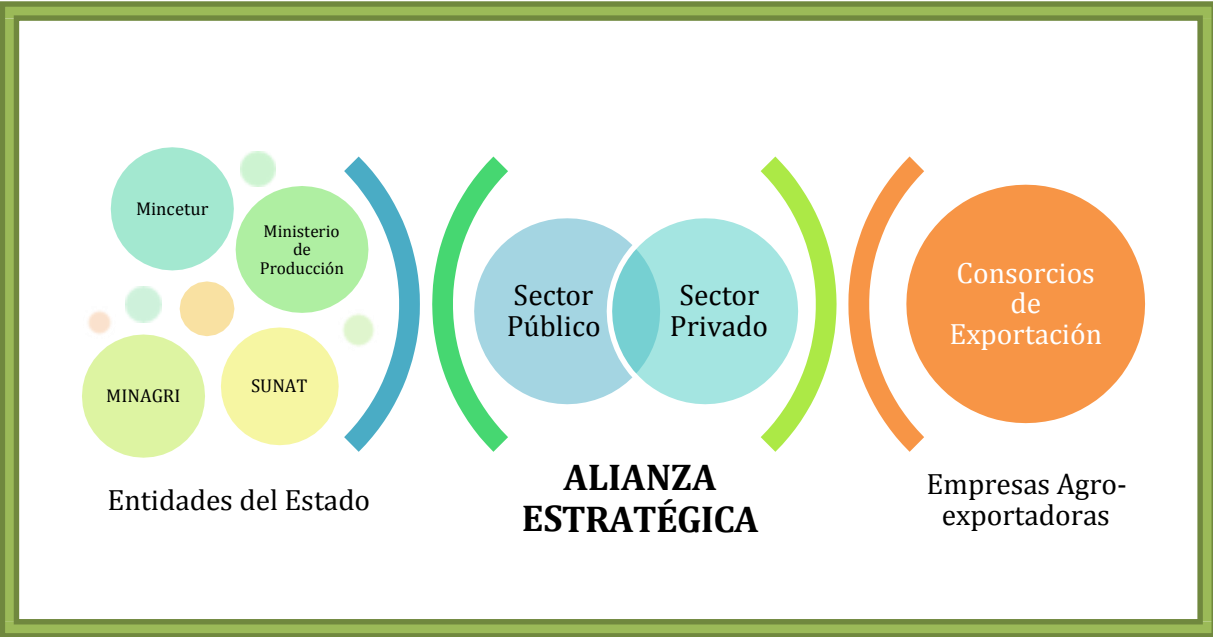 Mincetur
Ministerio
de
Producción
MINAGRI
SUNAT
Entidades del Estado
Sector
Público
Sector
Privado
ALIANZA
ESTRATÉGICA
Consorcios
de
Exportación
Empresas Agro-
exportadoras